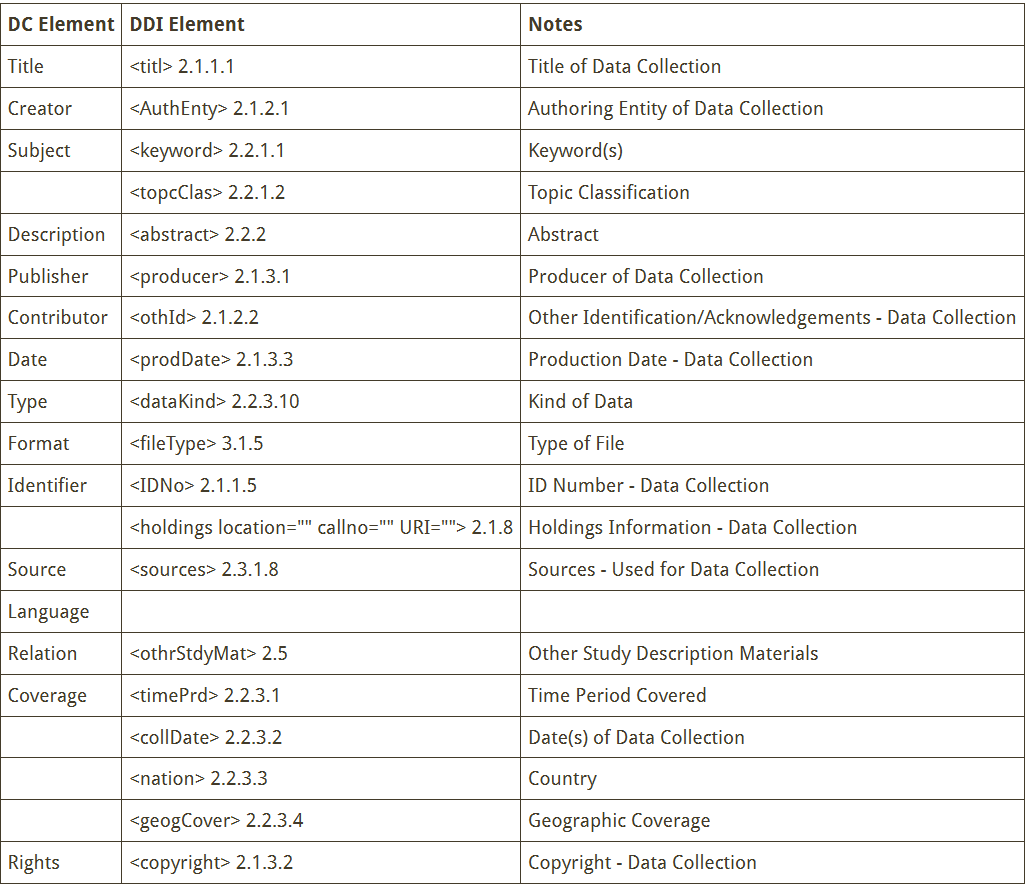 DC Element DDI Element Notes
Title <titl> 2.1.1.1 Title of Data Collection
Creator <AuthEnty> 2.1.2.1 Authoring Entity of Data Collection
Subject <keyword> 2.2.1.1 Keyword(s)
<topcClas> 2.2.1.2 Topic Classification
Description <abstract> 2.2.2 Abstract
Publisher <producer> 2.1.3.1 Producer of Data Collection
Contributor <othId> 2.1.2.2 Other Identification/Acknowledgements - Data Collection
Date <prodDate> 2.1.3.3 Production Date - Data Collection
Type <dataKind> 2.2.3.10 Kind of Data
Format <fileType> 3.1.5 Type of File
Identifier <IDNo> 2.1.1.5 ID Number - Data Collection
<holdings location="" callno="" URI=""> 2.1.8 Holdings Information - Data Collection
Source <sources> 2.3.1.8 Sources - Used for Data Collection
Language
Relation <othrStdyMat> 2.5 Other Study Description Materials
Coverage <timePrd> 2.2.3.1 Time Period Covered
<collDate> 2.2.3.2 Date(s) of Data Collection
<nation> 2.2.3.3 Country
<geogCover> 2.2.3.4 Geographic Coverage
Rights <copyright> 2.1.3.2 Copyright - Data Collection